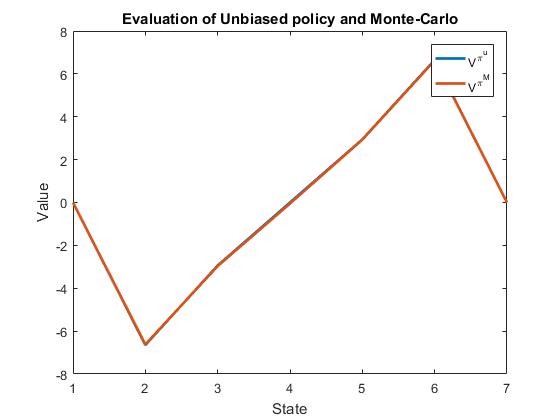 Evaluation of Unbiased policy and Monte-Carlo
8
6
4
2
0
-2
-4
-6
-8
Value
V^π^u
V^π^M
1 2 3 4 5 6 7
State